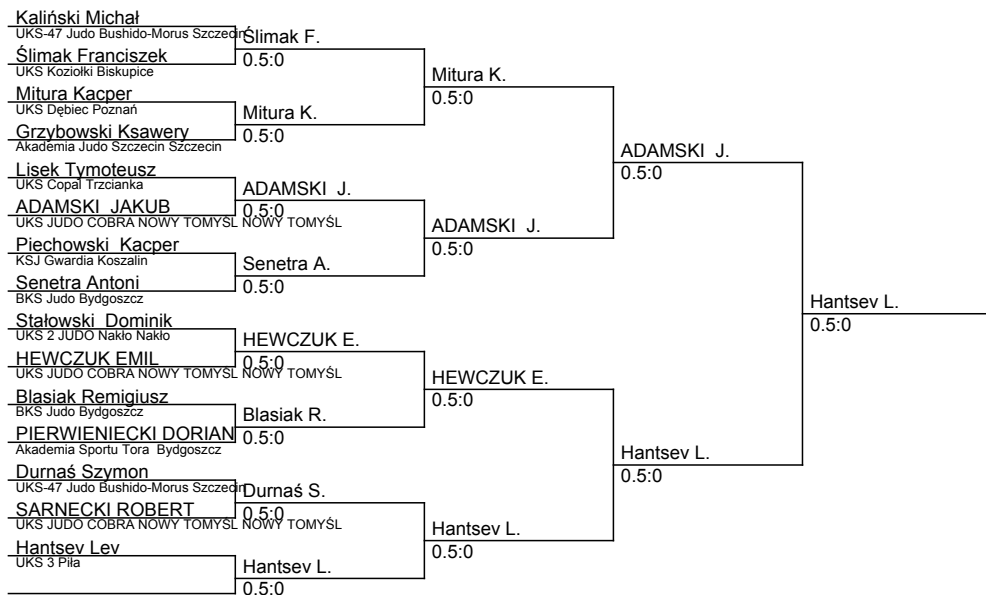 Kaliński Michał
UKS-47 Judo Bushido-Morus Szczecin
Ślimak F.
0.5:0
Ślimak Franciszek
UKS Koziołki Biskupice
Mitura K.
0.5:0
Mitura Kacper
UKS Dębiec Poznań
Mitura K.
0.5:0
Grzybowski Ksawery
Akademia Judo Szczecin Szczecin
ADAMSKI J.
0.5:0
Lisek Tymoteusz
UKS Copal Trzcianka
ADAMSKI J.
0.5:0
ADAMSKI JAKUB
UKS JUDO COBRA NOWY TOMYŚL NOWY TOMYŚL
ADAMSKI J.
0.5:0
Piechowski Kacper
KSJ Gwardia Koszalin
Senetra A.
0.5:0
Senetra Antoni
BKS Judo Bydgoszcz
Hantsev L.
0.5:0
Stałowski Dominik
UKS 2 JUDO Nakło Nakło
HEWCZUK E.
0.5:0
HEWCZUK EMIL
UKS JUDO COBRA NOWY TOMYŚL NOWY TOMYŚL
HEWCZUK E.
0.5:0
Blasiak Remigiusz
BKS Judo Bydgoszcz
Blasiak R.
0.5:0
PIERWIENIECKI DORIAN
Akademia Sportu Tora Bydgoszcz
Hantsev L.
0.5:0
Durnaś Szymon
UKS-47 Judo Bushido-Morus Szczecin
Durnaś S.
0.5:0
SARNECKI ROBERT
UKS JUDO COBRA NOWY TOMYŚL NOWY TOMYŚL
Hantsev L.
0.5:0
Hantsev Lev
UKS 3 Piła
Hantsev L.
0.5:0